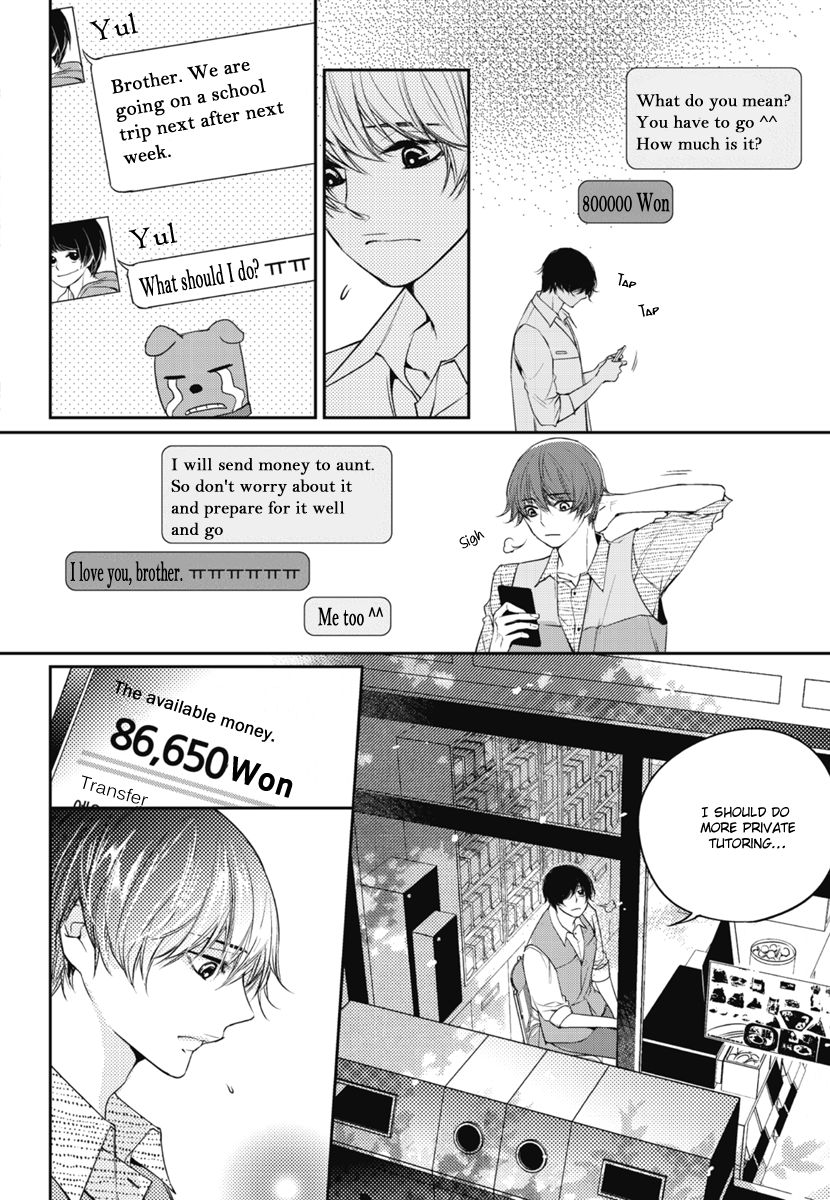 Yul
Brother. We are
going on a school
trip next after next
week.
Yul
What should I do? ㅠㅠ
What do you mean?
You have to go ^^
How much is it?
800000 Won
TAP
TAP
I will send money to aunt.
So don't worry about it
and prepare for it well
and go
I love you, brother. ㅠㅠㅠㅠㅠㅠ
Me too ^^
Sigh
The available money.
86,650Won
Transfer
I SHOULD DO
MORE PRIVATE
TUTORING...